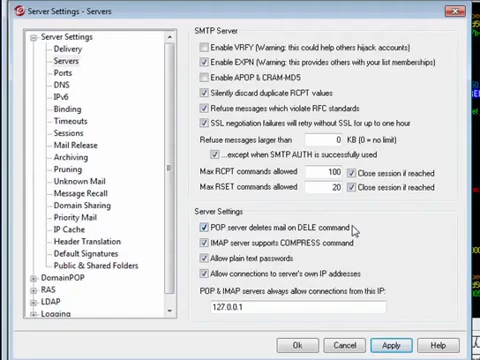 Server Settings - Servers
Server Settings
Delivery
Servers
Ports
DNS
IPv6
Binding
Timeouts
Sessions
Mail Release
Archiving
Pruning
Unknown Mail
Message Recall
Domain Sharing
Priority Mail
IP Cache
Header Translation
Default Signatures
Public & Shared Folders
DomainPOP
RAS
LDAP
Logging
SMTP Server
Enable VRFY (Warning: this could help others hijack accounts)
Enable EXPN (Warning: this provides others with your list memberships)
Enable APOP & CRAM-MD5
Silently discard duplicate RCPT values
Refuse messages which violate RFC standards
SSL negotiation failures will retry without SSL for up to one hour
Refuse messages larger than 0 KB (0 = no limit)
...except when SMTP AUTH is successfully used
Max RCPT commands allowed 100 Close session if reached
Max RSET commands allowed 20 Close session if reached
Server Settings
POP server deletes mail on DELE command
IMAP server supports COMPRESS command
Allow plain text passwords
Allow connections to server's own IP addresses
POP & IMAP servers always allow connections from this IP:
127.0.0.1
Ok Cancel Apply Help